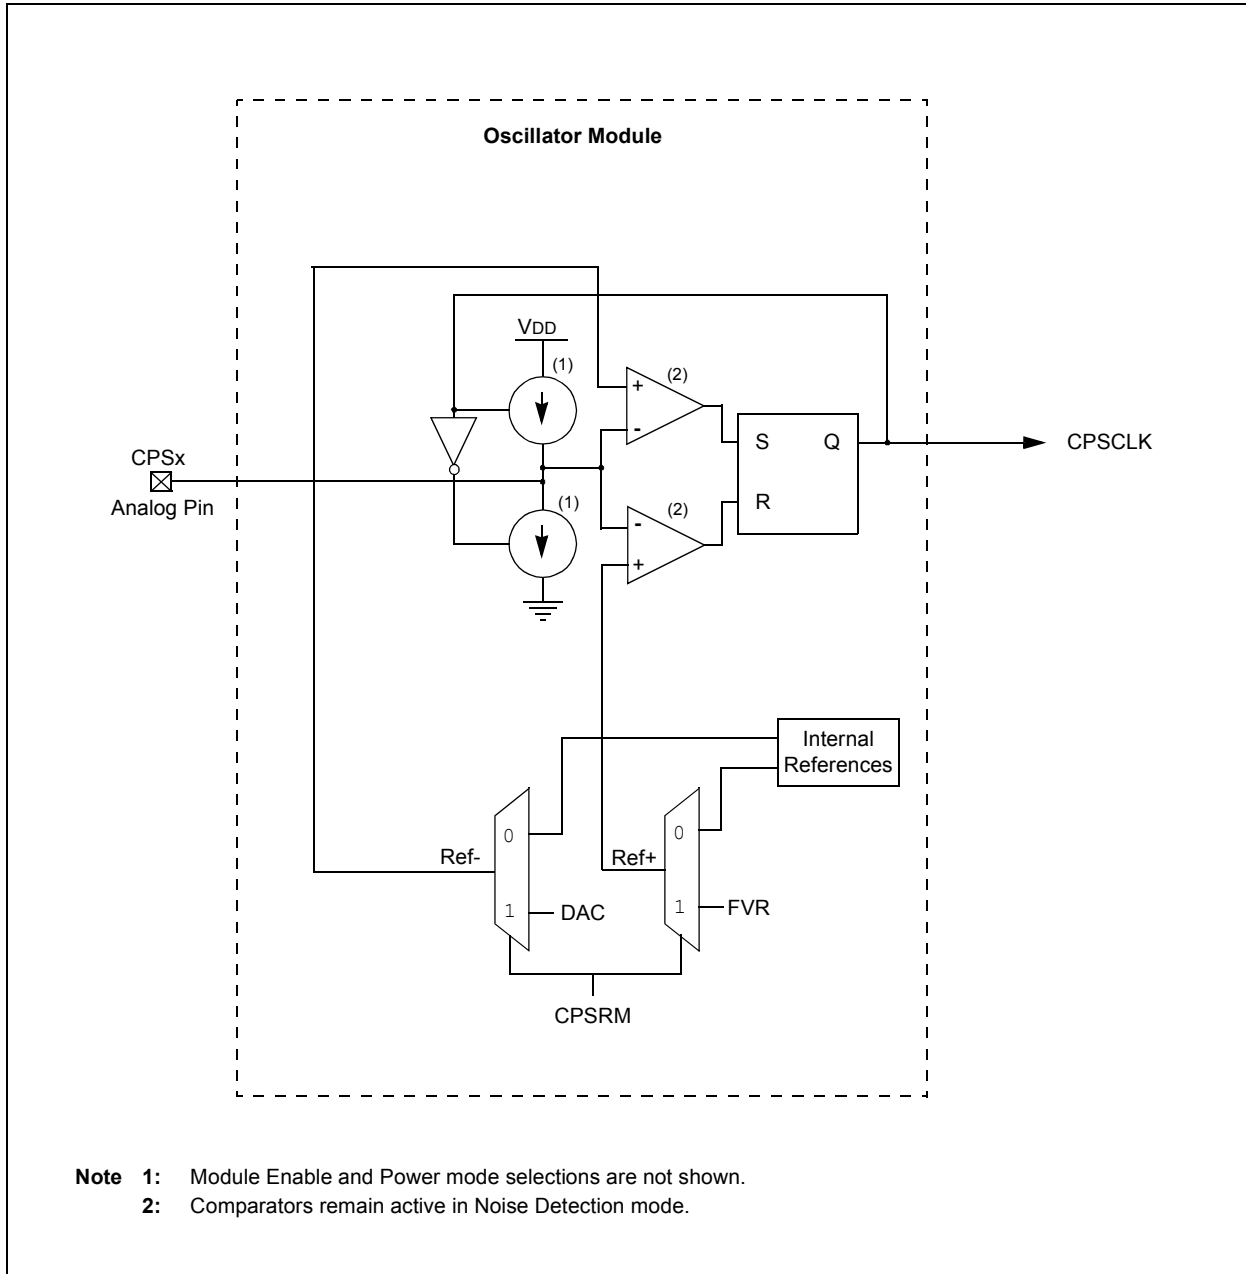 Oscillator Module
VDD
(1)
(2)
+
-
S Q
CPSCLK
CPSx
Analog Pin
(1)
(2)
R
-
+
Internal
References
0
0
Ref-
Ref+
1
DAC
1
FVR
CPSRM
Note 1: Module Enable and Power mode selections are not shown.
2: Comparators remain active in Noise Detection mode.